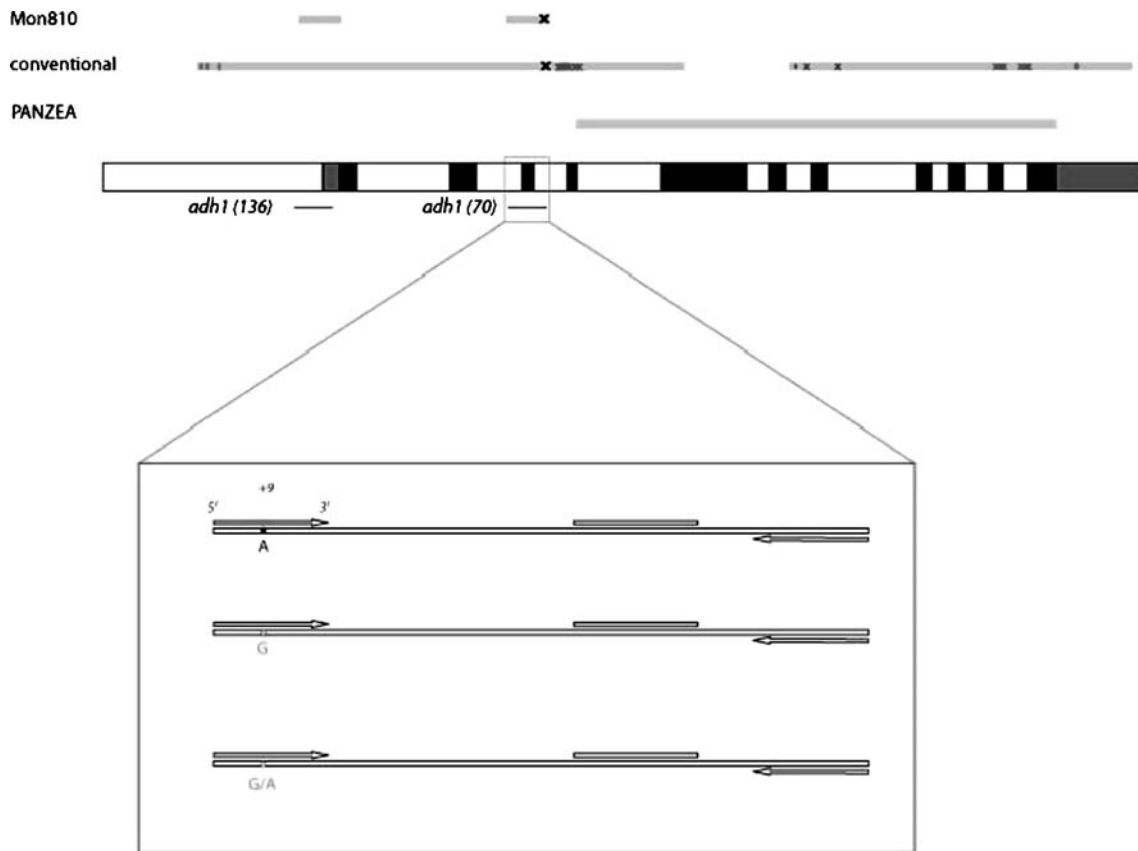 Mon810
conventional
PANZEA
adh1 (136)
adh1 (70)
+9
5' 3'
A
G
G/A